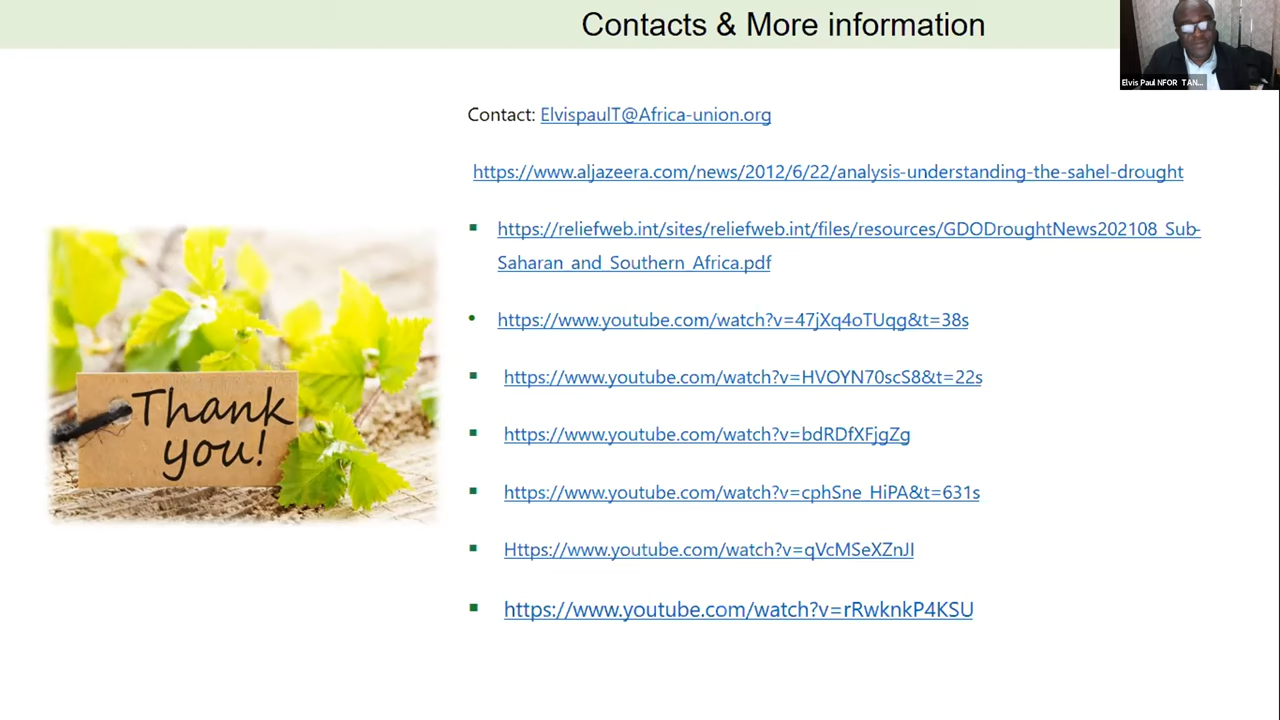 Contacts & More information
Elvis Paul NFOR TAN...
Contact: ElvispaulT@Africa-union.org
https://www.aljazeera.com/news/2012/6/22/analysis-understanding-the-sahel-drought
https://reliefweb.int/sites/reliefweb.int/files/resources/GDODroughtNews202108_Sub-
Saharan_and_Southern_Africa.pdf
https://www.youtube.com/watch?v=47jXq4oTUqg&t=38s
https://www.youtube.com/watch?v=HVOYN70scS8&t=22s
https://www.youtube.com/watch?v=bdRDfXFjgZg
https://www.youtube.com/watch?v=cphSne_HiPA&t=631s
Https://www.youtube.com/watch?v=qVcMSeXZnJI
https://www.youtube.com/watch?v=rRwknkP4KSU
Thank
you!